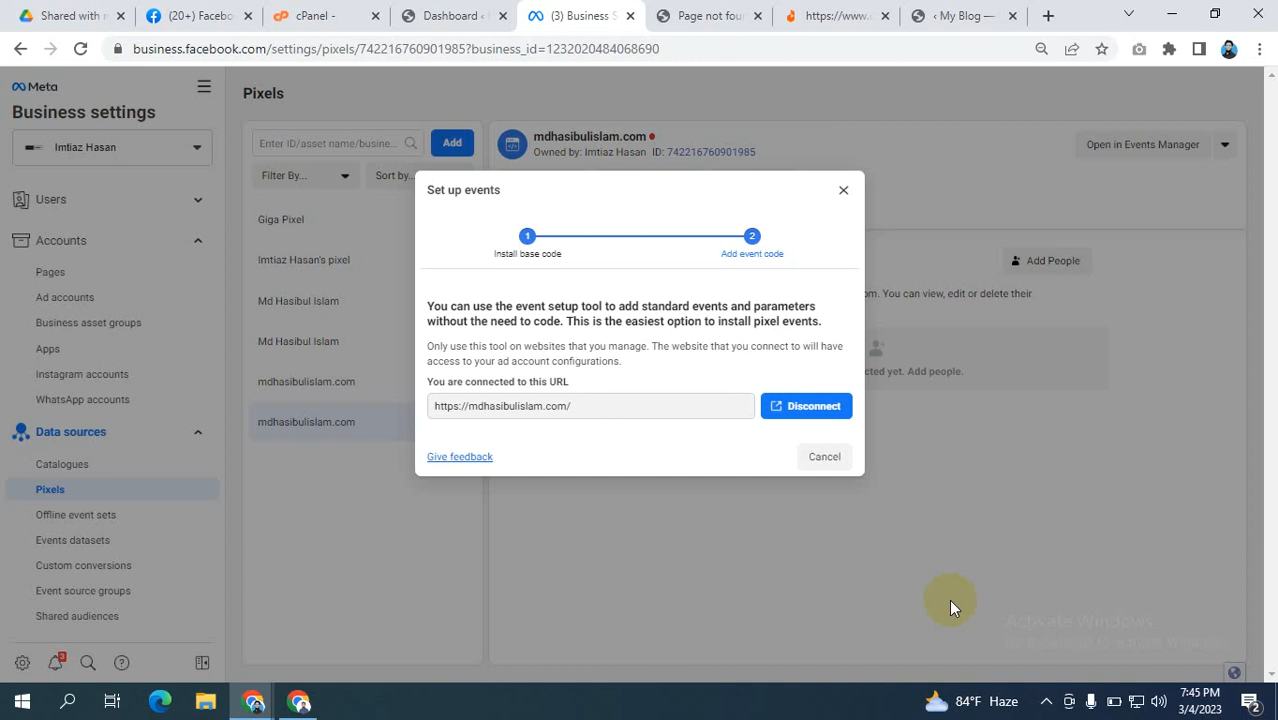 Shared with m
(20+) Facebo
cPanel -
Dashboard ‹
(3) Business S
Page not foun
https://www.c
‹ My Blog —
business.facebook.com/settings/pixels/742216760901985?business_id=1232020484068690
Meta
Business settings
Imtiaz Hasan
Users
Accounts
Pages
Ad accounts
Business asset groups
Apps
Instagram accounts
WhatsApp accounts
Data sources
Catalogues
Pixels
Offline event sets
Events datasets
Custom conversions
Event source groups
Shared audiences
3
Pixels
Enter ID/asset name/busine...
Add
Filter By...
Sort by...
Giga Pixel
Imtiaz Hasan's pixel
Md Hasibul Islam
Md Hasibul Islam
mdhasibulislam.com
mdhasibulislam.com
mdhasibulislam.com
Owned by: Imtiaz Hasan ID: 742216760901985
Open in Events Manager
Add People
om. You can view, edit or delete their
cted yet. Add people.
Set up events
1
2
Install base code
Add event code
You can use the event setup tool to add standard events and parameters
without the need to code. This is the easiest option to install pixel events.
Only use this tool on websites that you manage. The website that you connect to will have
access to your ad account configurations.
You are connected to this URL
https://mdhasibulislam.com/
Disconnect
Give feedback
Cancel
Activate Windows
84°F Haze
7:45 PM
3/4/2023
2